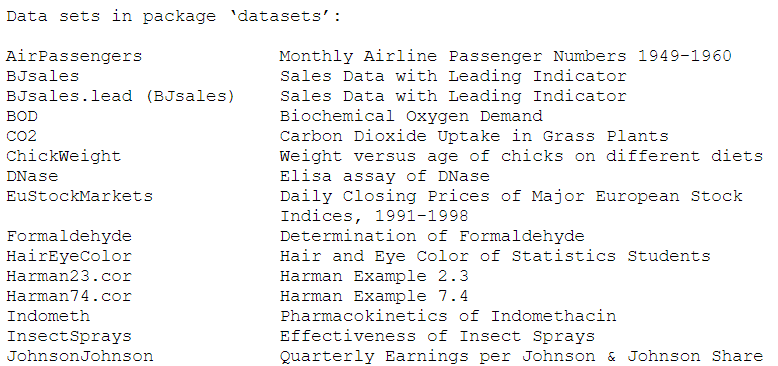 Data sets in package ‘datasets’:
AirPassengers Monthly Airline Passenger Numbers 1949-1960
BJsales Sales Data with Leading Indicator
BJsales.lead (BJsales) Sales Data with Leading Indicator
BOD Biochemical Oxygen Demand
CO2 Carbon Dioxide Uptake in Grass Plants
ChickWeight Weight versus age of chicks on different diets
DNase Elisa assay of DNase
EuStockMarkets Daily Closing Prices of Major European Stock
Indices, 1991-1998
Formaldehyde Determination of Formaldehyde
HairEyeColor Hair and Eye Color of Statistics Students
Harman23.cor Harman Example 2.3
Harman74.cor Harman Example 7.4
Indometh Pharmacokinetics of Indomethacin
InsectSprays Effectiveness of Insect Sprays
JohnsonJohnson Quarterly Earnings per Johnson & Johnson Share